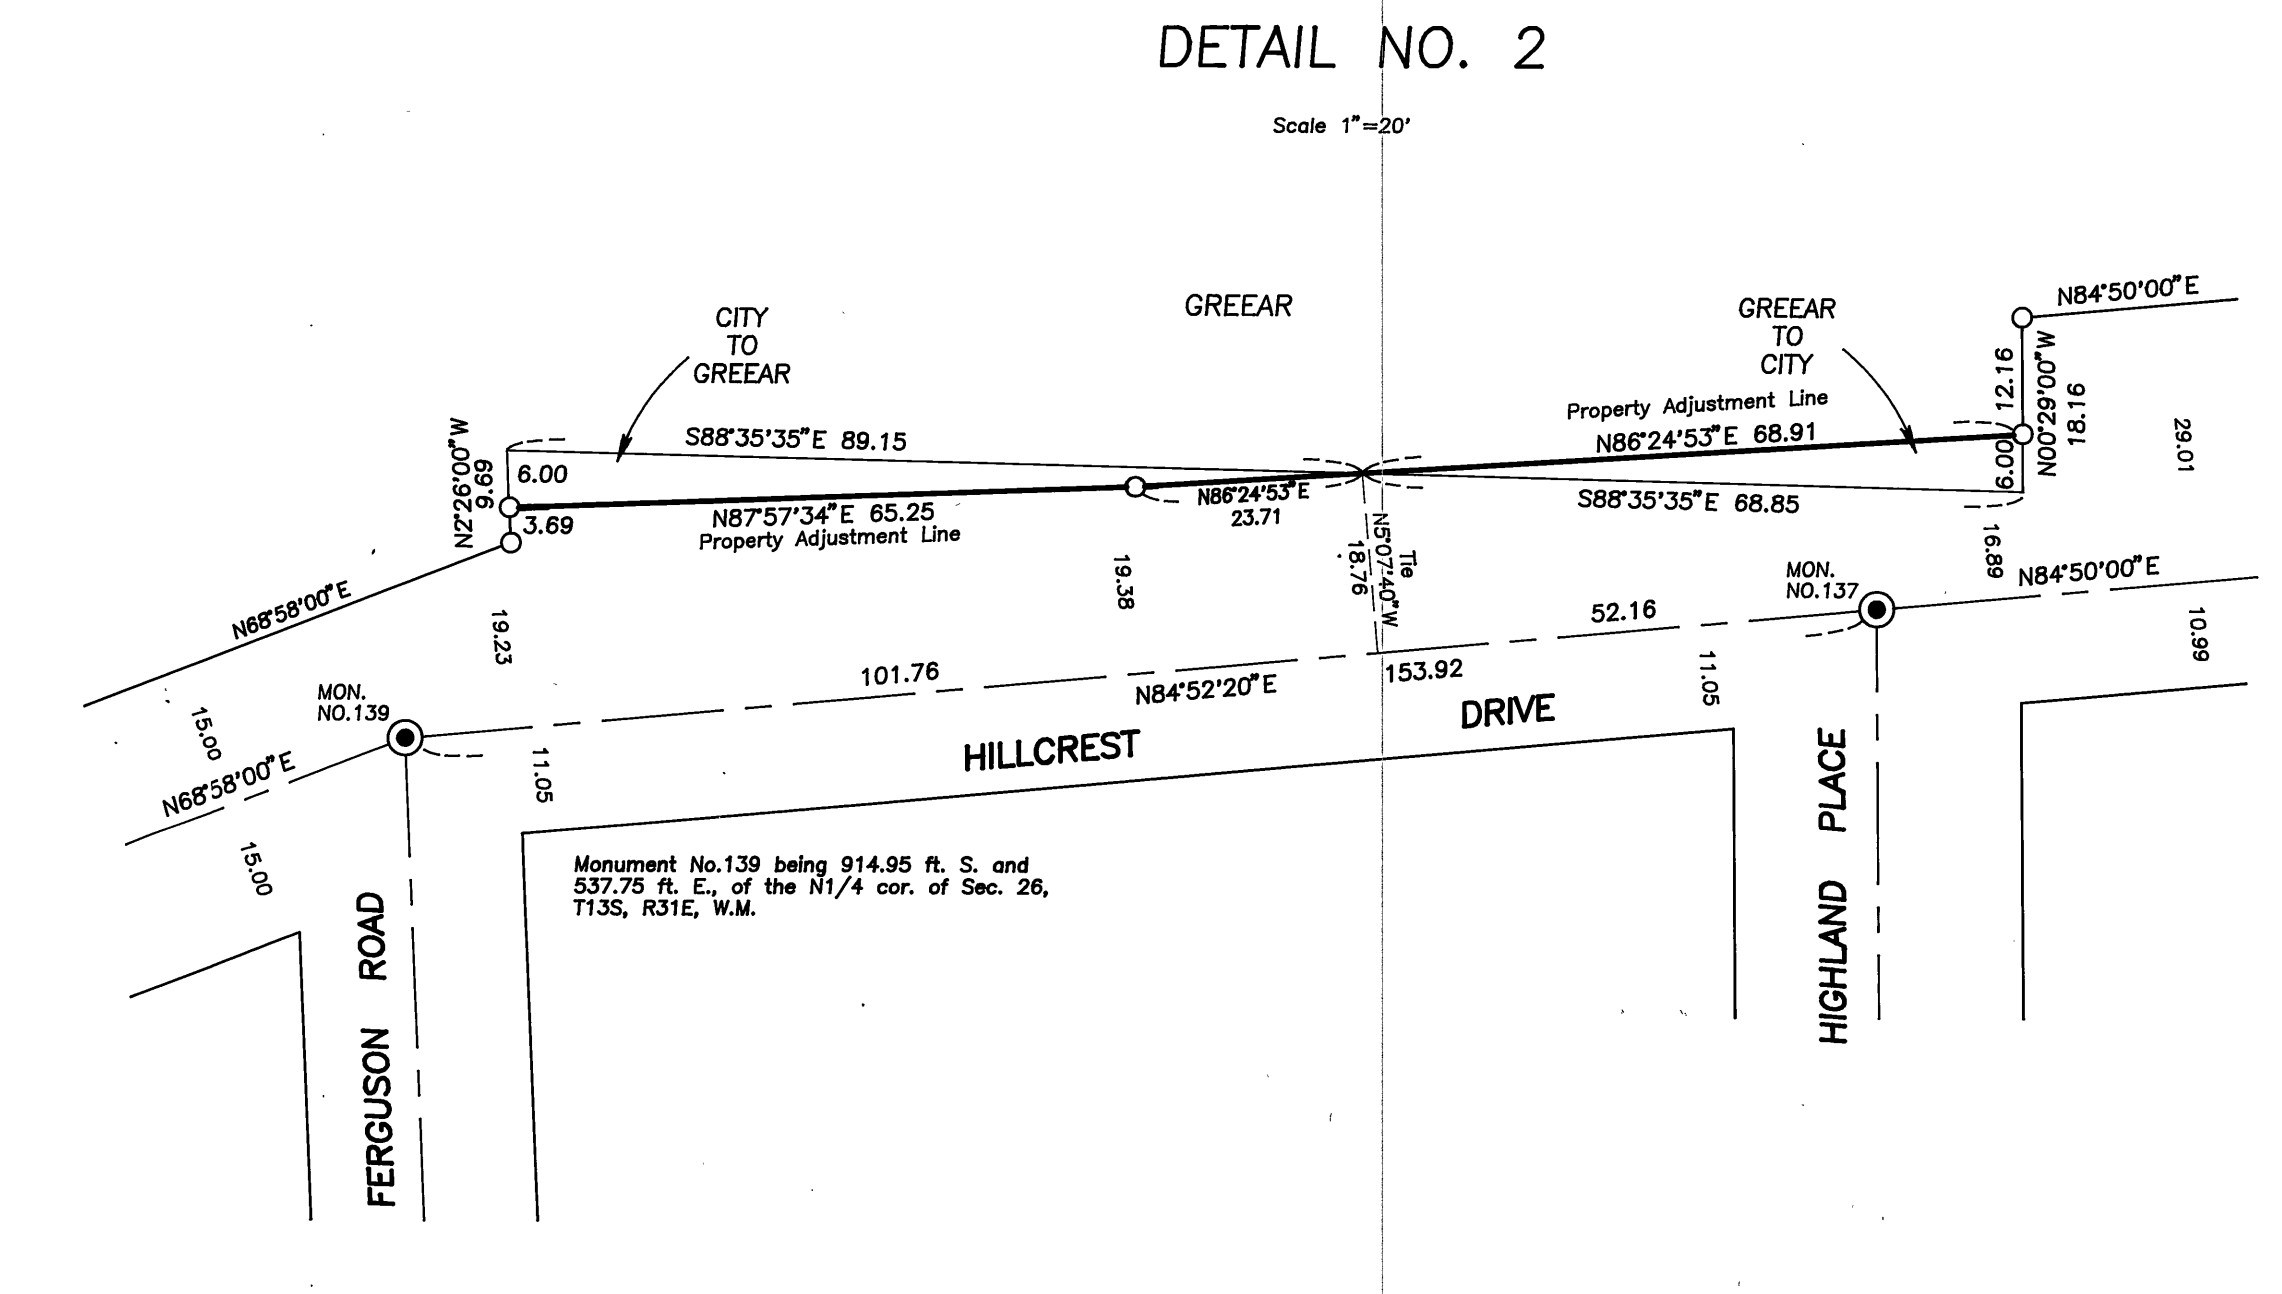 DETAIL NO. 2
Scale 1"=20'
GREEAR
CITY
TO
GREEAR
GREEAR
TO
CITY
N84°50'00"E
Property Adjustment Line
N86°24'53"E 68.91
12.16
N00°29'00"W
18.16
29.01
S88°35'35"E 89.15
9.69
6.00
6.00
N87°57'34"E 65.25
Property Adjustment Line
N86°24'53"E
23.71
S88°35'35"E 68.85
3.69
N68°58'00"E
19.23
19.38
Tie
N5°07'40"W
18.76
16.89
MON.
NO.137
N84°50'00"E
52.16
10.99
101.76
N84°52'20"E
153.92
11.05
MON.
NO.139
15.00
N68°58'00"E
11.05
HILLCREST DRIVE
15.00
Monument No.139 being 914.95 ft. S. and
537.75 ft. E., of the N1/4 cor. of Sec. 26,
T13S, R31E, W.M.
FERGUSON ROAD
HIGHLAND PLACE